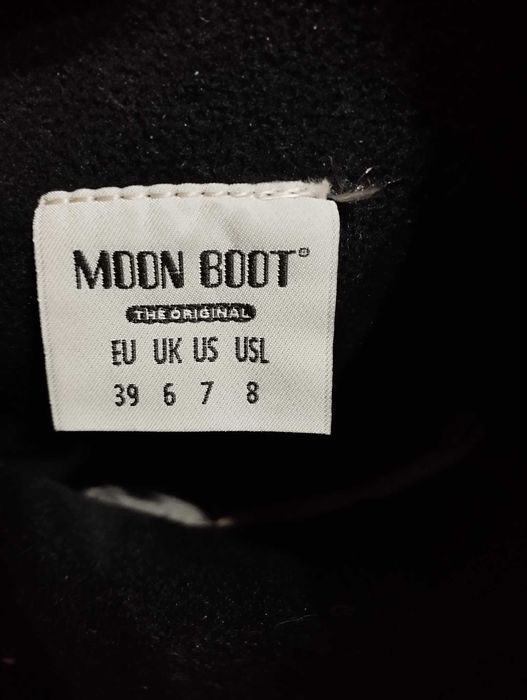 MOON BOOT®
THE ORIGINAL
EU UK US USL
39 6 7 8